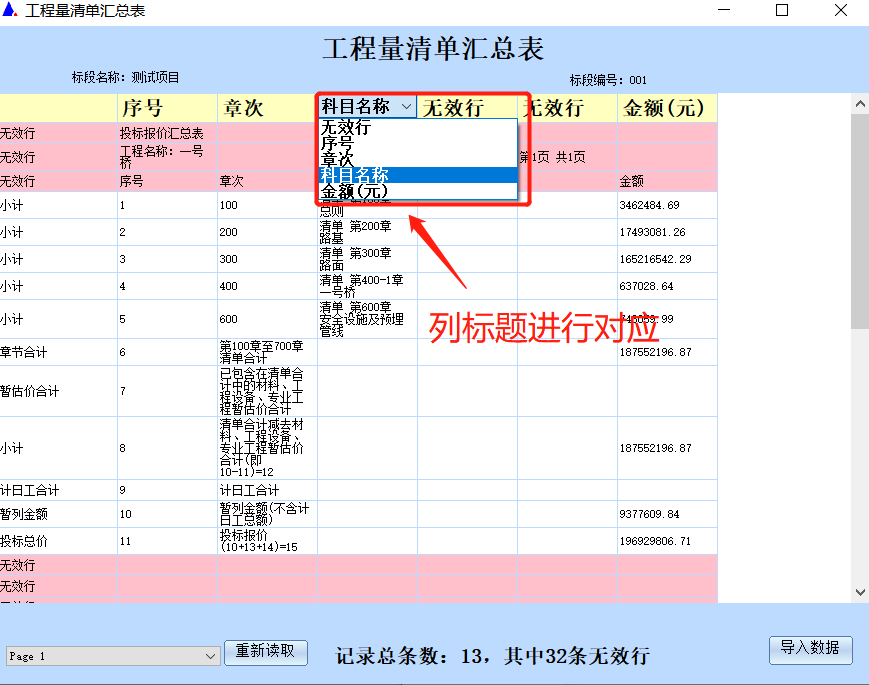 工程量清单汇总表
工程量清单汇总表
标段名称: 测试项目
标段编号: 001
序号 章次 科目名称 无效行 无效行 金额(元)
无效行
序号
章次
科目名称
金额(元)
无效行 投标报价汇总表
无效行 工程名称: 一号
桥
第1页 共1页
无效行 序号 章次 金额
小计 1 100
总则
3462484.69
小计 2 200 清单 第200章
路基
17493081.26
小计 3 300 清单 第300章
路面
165216542.29
小计 4 400 清单 第400-1章
一号桥
637028.64
小计 5 600 清单 第600章
安全设施及预埋
管线
列标题进行对应
章节合计 6 第100章至700章
清单合计
187552196.87
暂估价合计 7 已包含在清单合
计中的材料、工
程设备、专业工
程暂估价合计
小计 8 清单合计减去材
料、工程设备、
专业工程暂估价
合计(即
10-11)=12
187552196.87
计日工合计 9 计日工合计
暂列金额 10 暂列金额(不含计
日工总额)
9377609.84
投标总价 11 投标报价
(10+13+14)=15
196929806.71
无效行
无效行
Page 1
重新读取
记录总条数: 13, 其中32条无效行
导入数据